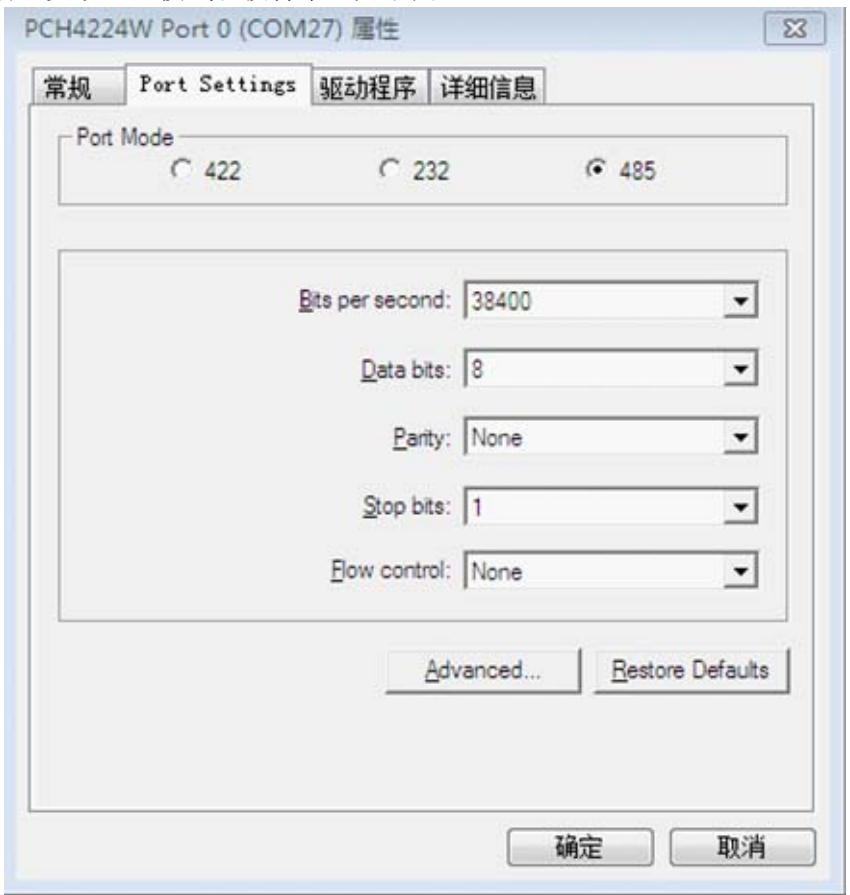 PCH4224W Port 0 (COM27) 属性
常规 Port Settings 驱动程序 详细信息
Port Mode
422 232 485
Bits per second: 38400
Data bits: 8
Parity: None
Stop bits: 1
Flow control: None
Advanced... Restore Defaults
确定 取消